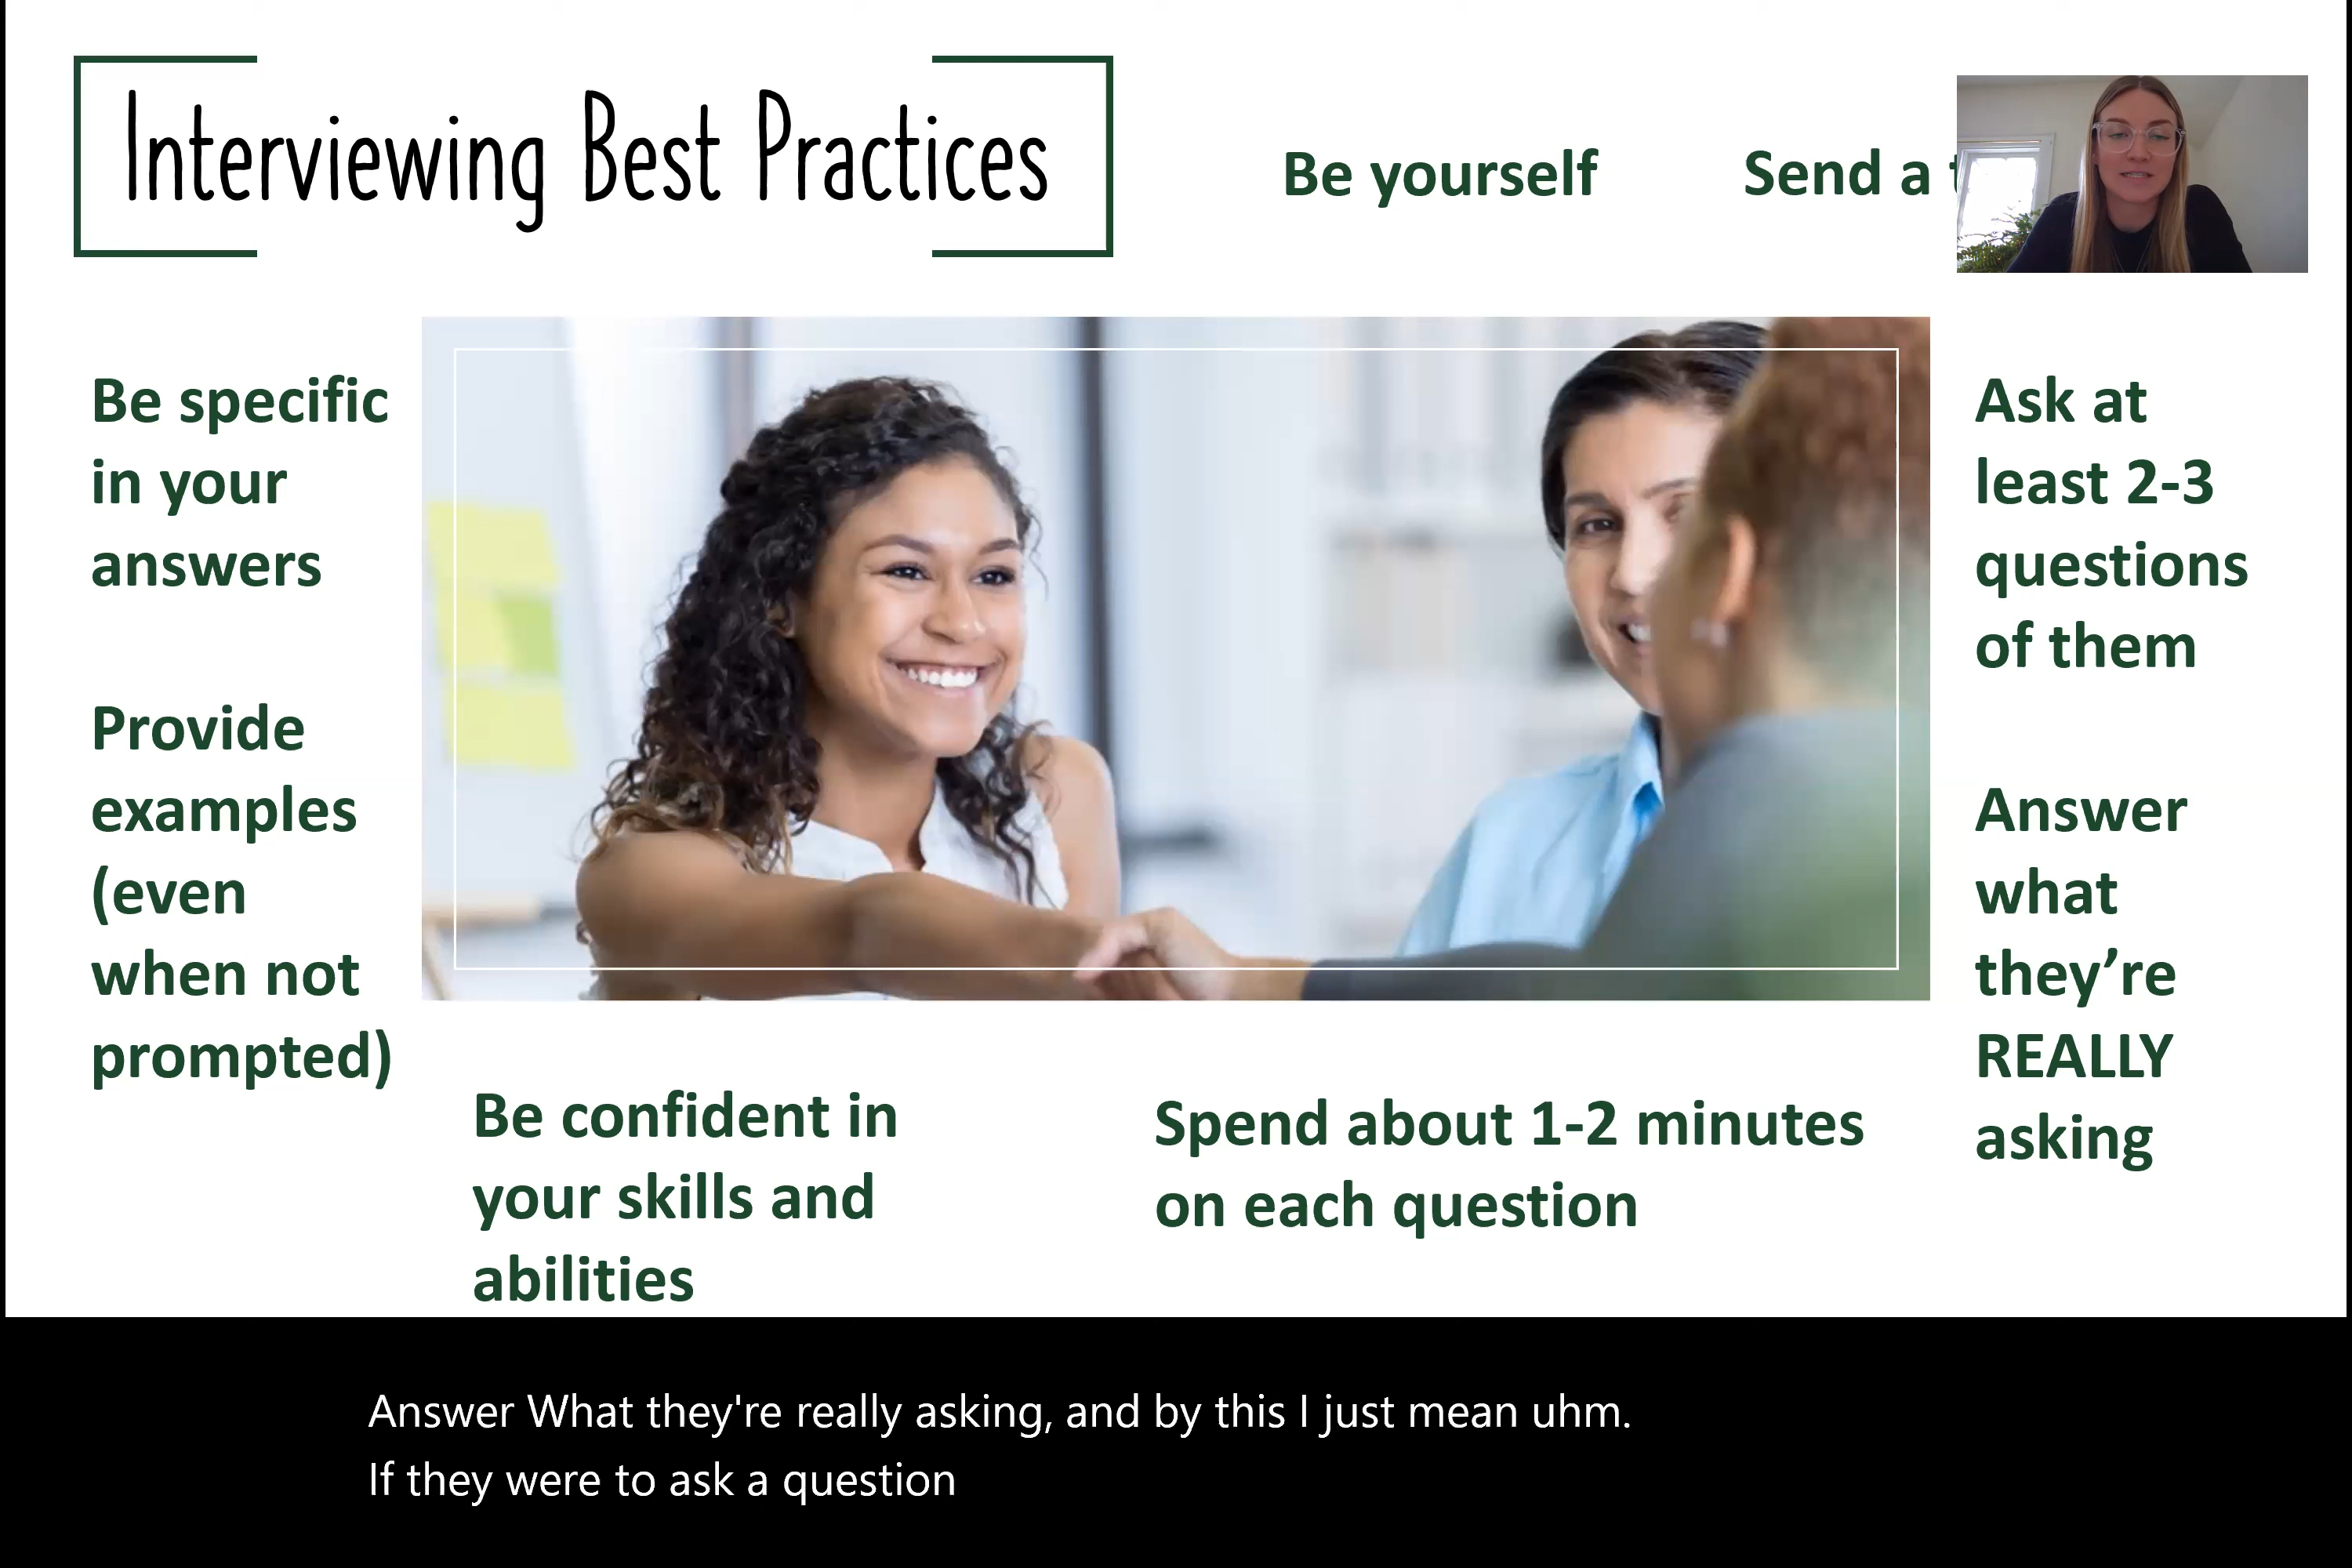 Interviewing Best Practices
Be yourself
Send a
Be specific
in your
answers
Provide
examples
(even
when not
prompted)
Ask at
least 2-3
questions
of them
Answer
what
they’re
REALLY
asking
Be confident in
your skills and
abilities
Spend about 1-2 minutes
on each question
Answer What they're really asking, and by this I just mean uhm.
If they were to ask a question